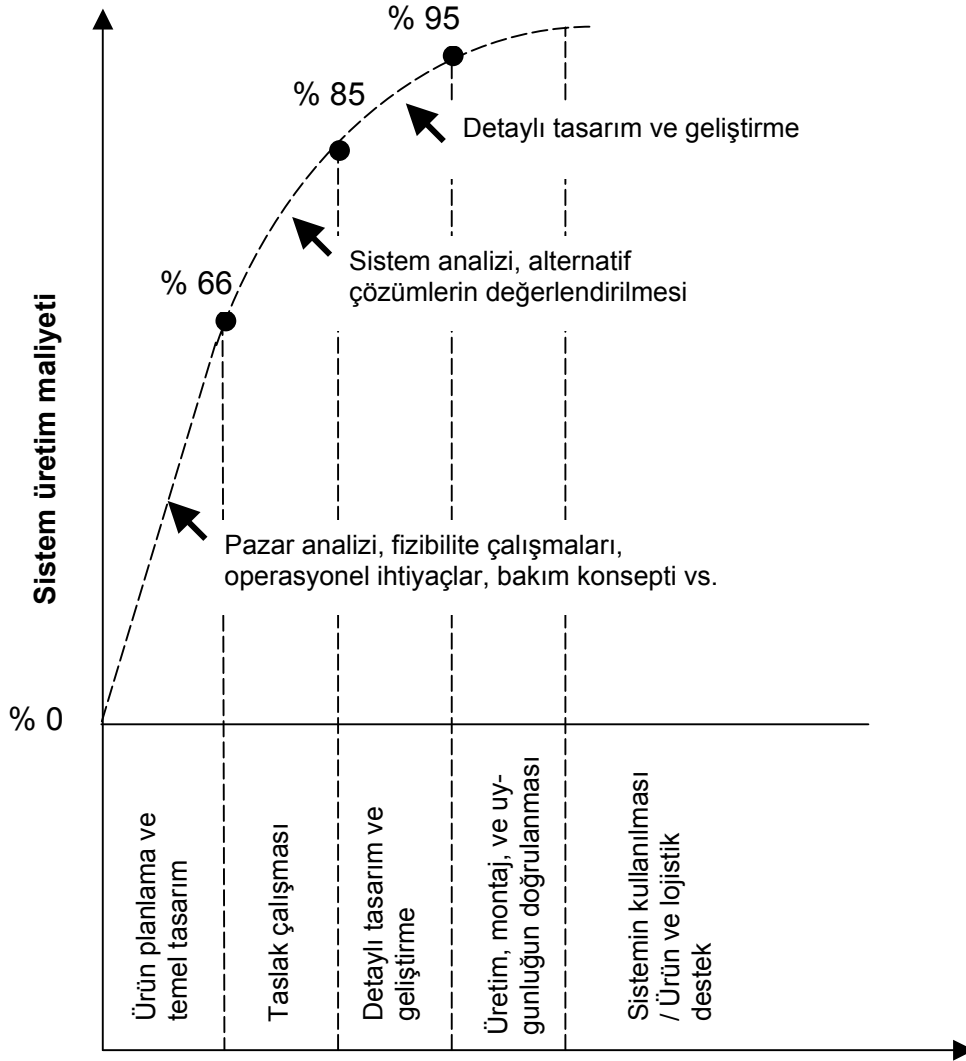 % 95
% 85
Detaylı tasarım ve geliştirme
Sistem analizi, alternatif
çözümlerin değerlendirilmesi
% 66
Sistem üretim maliyeti
Pazar analizi, fizibilite çalışmaları,
operasyonel ihtiyaçlar, bakım konsepti vs.
% 0
Ürün planlama ve
temel tasarım
Taslak çalışması
Detaylı tasarım ve
geliştirme
Üretim, montaj, ve uy-
gunluğun doğrulanması
Sistemin kullanılması
/ Ürün ve lojistik
destek